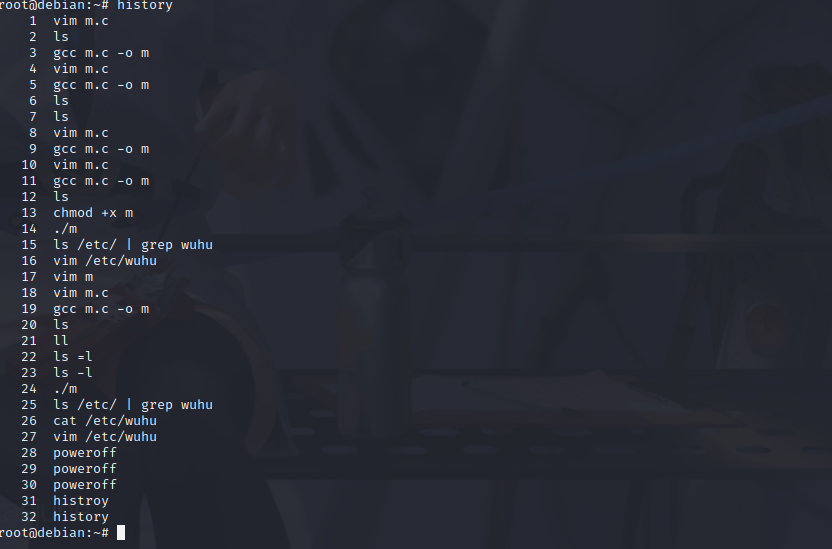 root@debian:~# history
1 vim m.c
2 ls
3 gcc m.c -o m
4 vim m.c
5 gcc m.c -o m
6 ls
7 ls
8 vim m.c
9 gcc m.c -o m
10 vim m.c
11 gcc m.c -o m
12 ls
13 chmod +x m
14 ./m
15 ls /etc/ | grep wuhu
16 vim /etc/wuhu
17 vim m
18 vim m.c
19 gcc m.c -o m
20 ls
21 ll
22 ls =l
23 ls -l
24 ./m
25 ls /etc/ | grep wuhu
26 cat /etc/wuhu
27 vim /etc/wuhu
28 poweroff
29 poweroff
30 poweroff
31 histroy
32 history
root@debian:~#